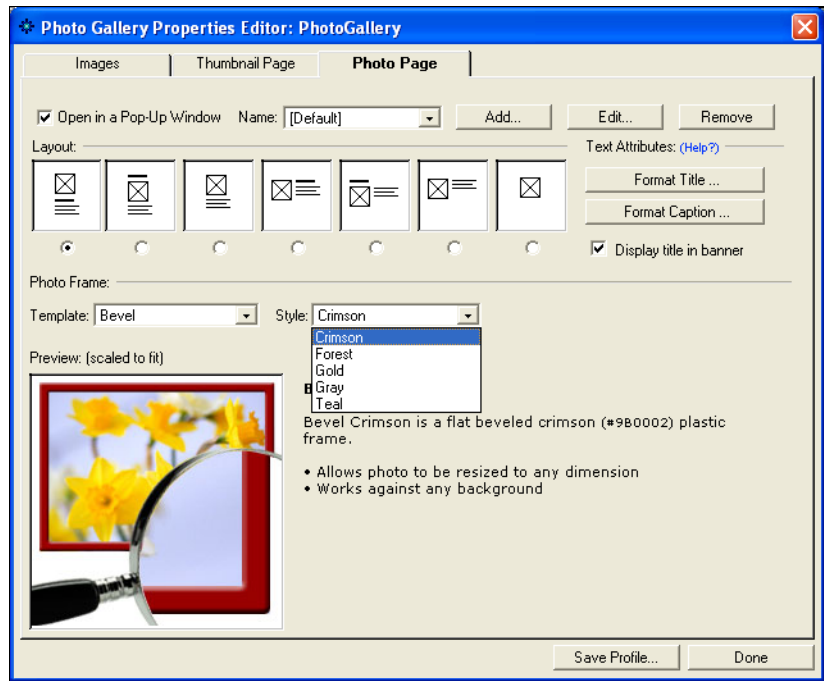 Photo Gallery Properties Editor: PhotoGallery
Images
Thumbnail Page
Photo Page
Open in a Pop-Up Window
Name: [Default]
Add...
Edit...
Remove
Layout:
Text Attributes: (Help?)
Format Title ...
Format Caption ...
Display title in banner
Photo Frame:
Template: Bevel
Style: Crimson
Crimson
Forest
Gold
Gray
Teal
Preview: (scaled to fit)
Bevel Crimson is a flat beveled crimson (#9B0002) plastic
frame.
• Allows photo to be resized to any dimension
• Works against any background
Save Profile...
Done